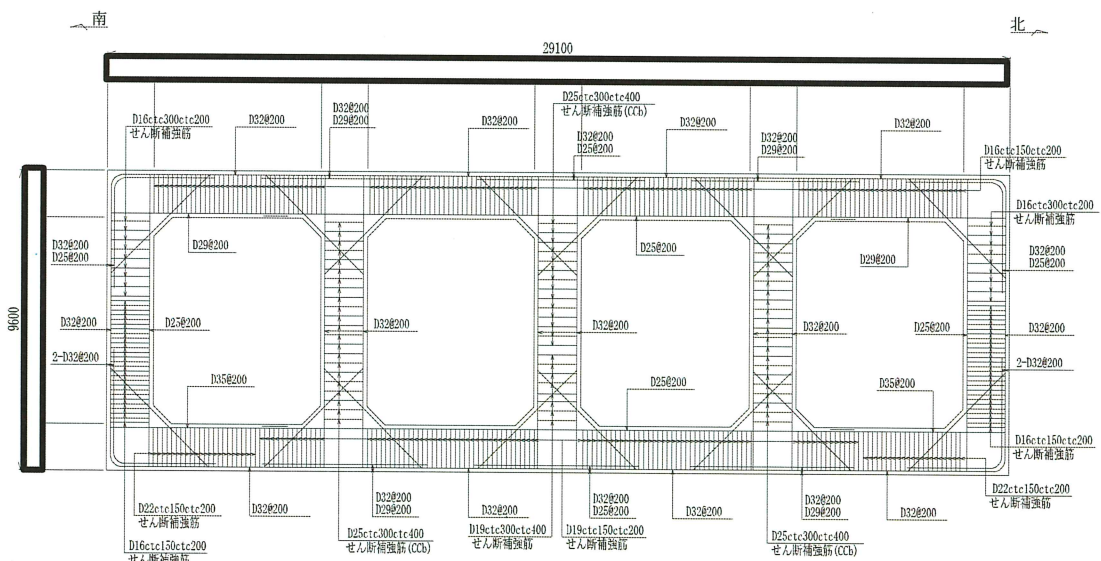 南
北
29100
D25ctc300ctc400
せん断補強筋(CCb)
D16ctc300ctc200
せん断補強筋
D32@200
D32@200
D29@200
D32@200
D32@200
D25@200
D32@200
D32@200
D29@200
D32@200
D16ctc150ctc200
せん断補強筋
D16ctc300ctc200
せん断補強筋
D32@200
D25@200
D29@200
D25@200
D29@200
D32@200
D25@200
9600
D32@200
D25@200
D32@200
D32@200
D32@200
D25@200
D32@200
2-D32@200
2-D32@200
D35@200
D25@200
D35@200
D16ctc150ctc200
せん断補強筋
D22ctc150ctc200
せん断補強筋
D32@200
D32@200
D29@200
D32@200
D32@200
D25@200
D32@200
D32@200
D29@200
D32@200
D22ctc150ctc200
せん断補強筋
D16ctc150ctc200
せん断補強筋
D25ctc300ctc400
せん断補強筋(CCb)
D19ctc300ctc400
せん断補強筋
D19ctc150ctc200
せん断補強筋
D25ctc300ctc400
せん断補強筋(CCb)